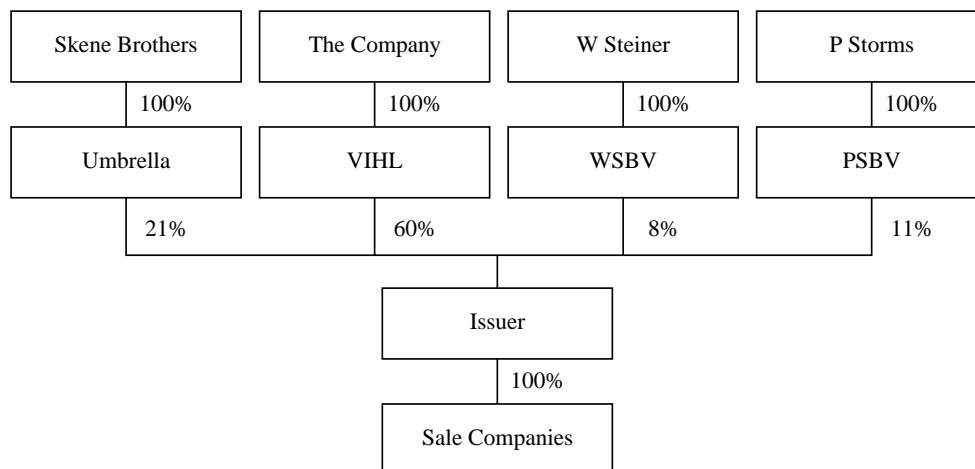 Skene Brothers The Company W Steiner P Storms
100% 100% 100% 100%
Umbrella VIHL WSBV PSBV
21% 60% 8% 11%
Issuer
100%
Sale Companies